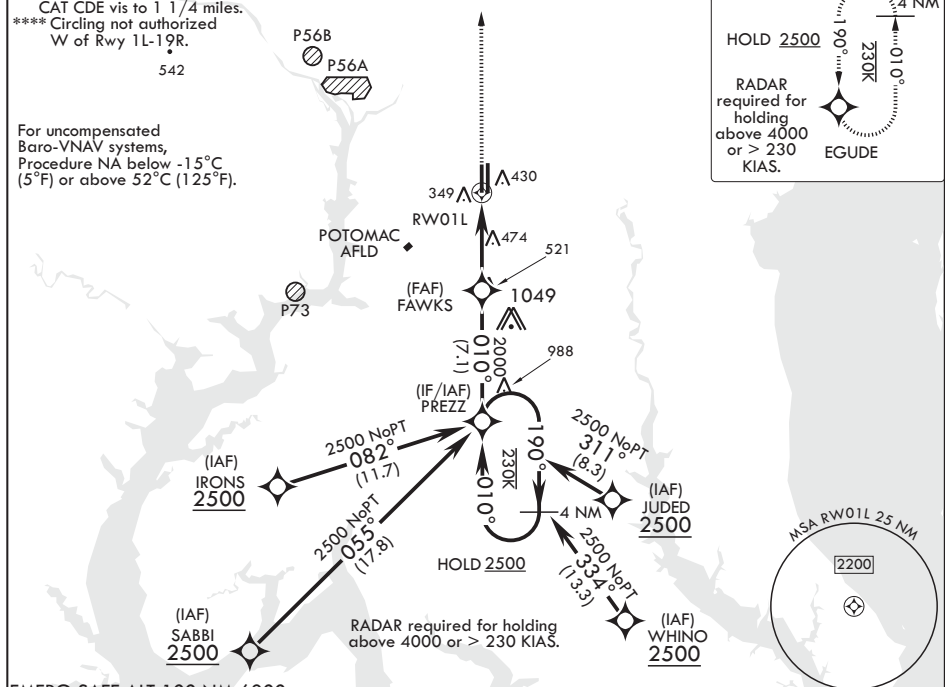 CAT CDE vis to 1 1/4 miles.
**** Circling not authorized
W of Rwy 1L-19R.
542
P56B
P56A
4 NM
HOLD 2500
190°
230K
010°
RADAR
required for
holding
above 4000
or > 230
KIAS.
EGUDE
For uncompensated
Baro-VNAV systems,
Procedure NA below -15°C
(5°F) or above 52°C (125°F).
349
430
RW01L
POTOMAC
AFLD
474
521
(FAF)
FAWKS
1049
P73
010°
(7.1)
2000
988
(IF/IAF)
PREZZ
2500 NoPT
082°
(11.7)
(IAF)
IRONS
2500
190°
230K
010°
2500 NoPT
311°
(8.3)
(IAF)
JUDED
2500
4 NM
2500 NoPT
055°
(17.8)
HOLD 2500
2500 NoPT
334°
(13.3)
MSA RW01L 25 NM
2200
(IAF)
SABBI
2500
RADAR required for holding
above 4000 or > 230 KIAS.
(IAF)
WHINO
2500